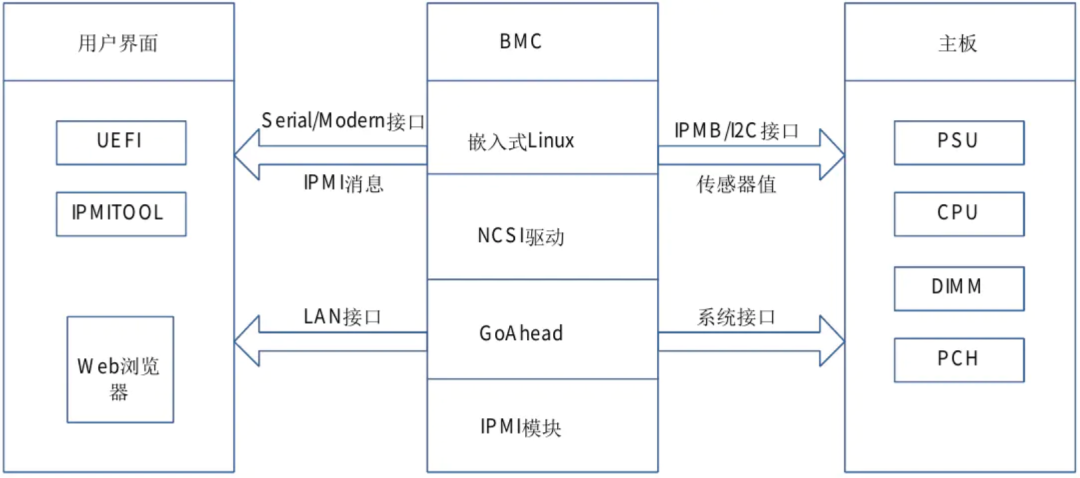 用户界面
BMC
主板
UEFI
IPMITOOL
Web浏览
器
Serial/Modem接口
IPMI消息
LAN接口
嵌入式Linux
NCSI驱动
GoAhead
IPMI模块
IPMB/I2C接口
传感器值
系统接口
PSU
CPU
DIMM
PCH